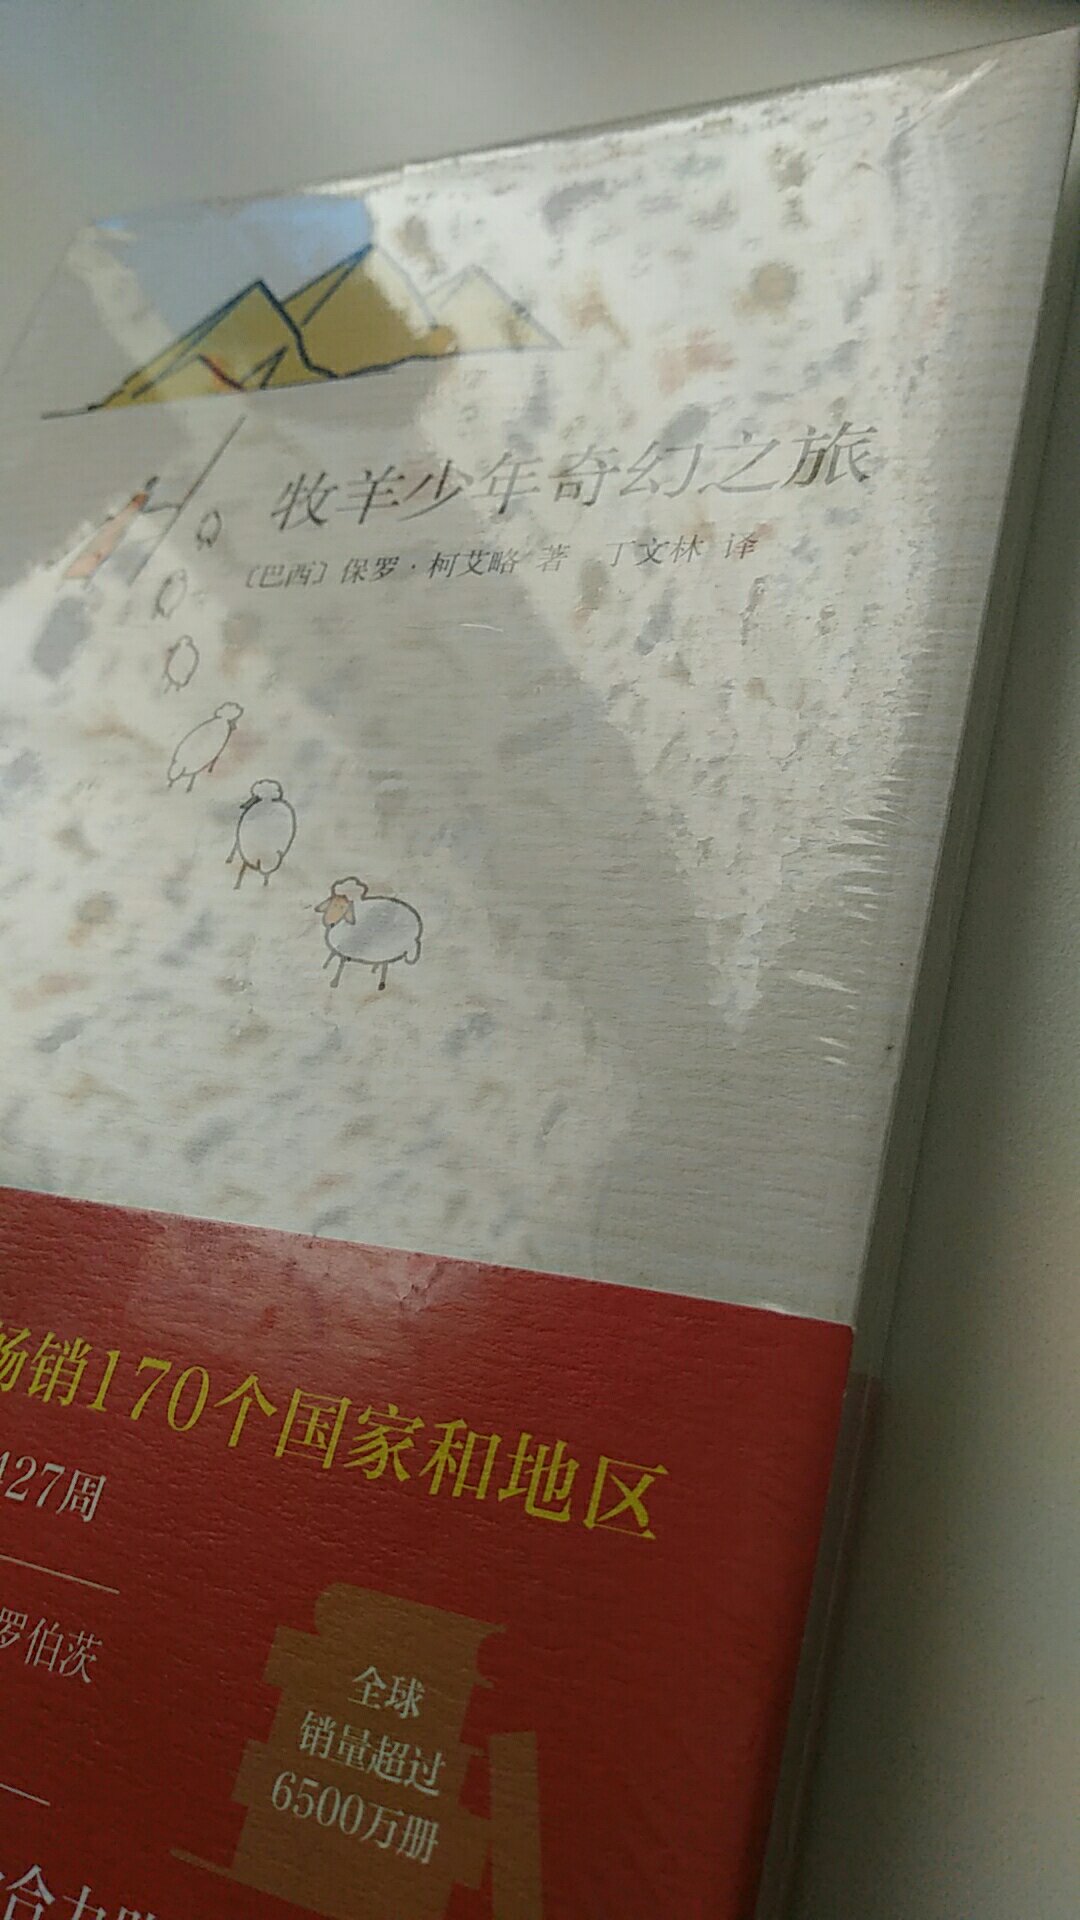 牧羊少年奇幻之旅
〔巴西〕保罗·柯艾略 著 丁文林 译
畅销170个国家和地区
427周
罗伯茨
全球
销量超过
6500万册
合力